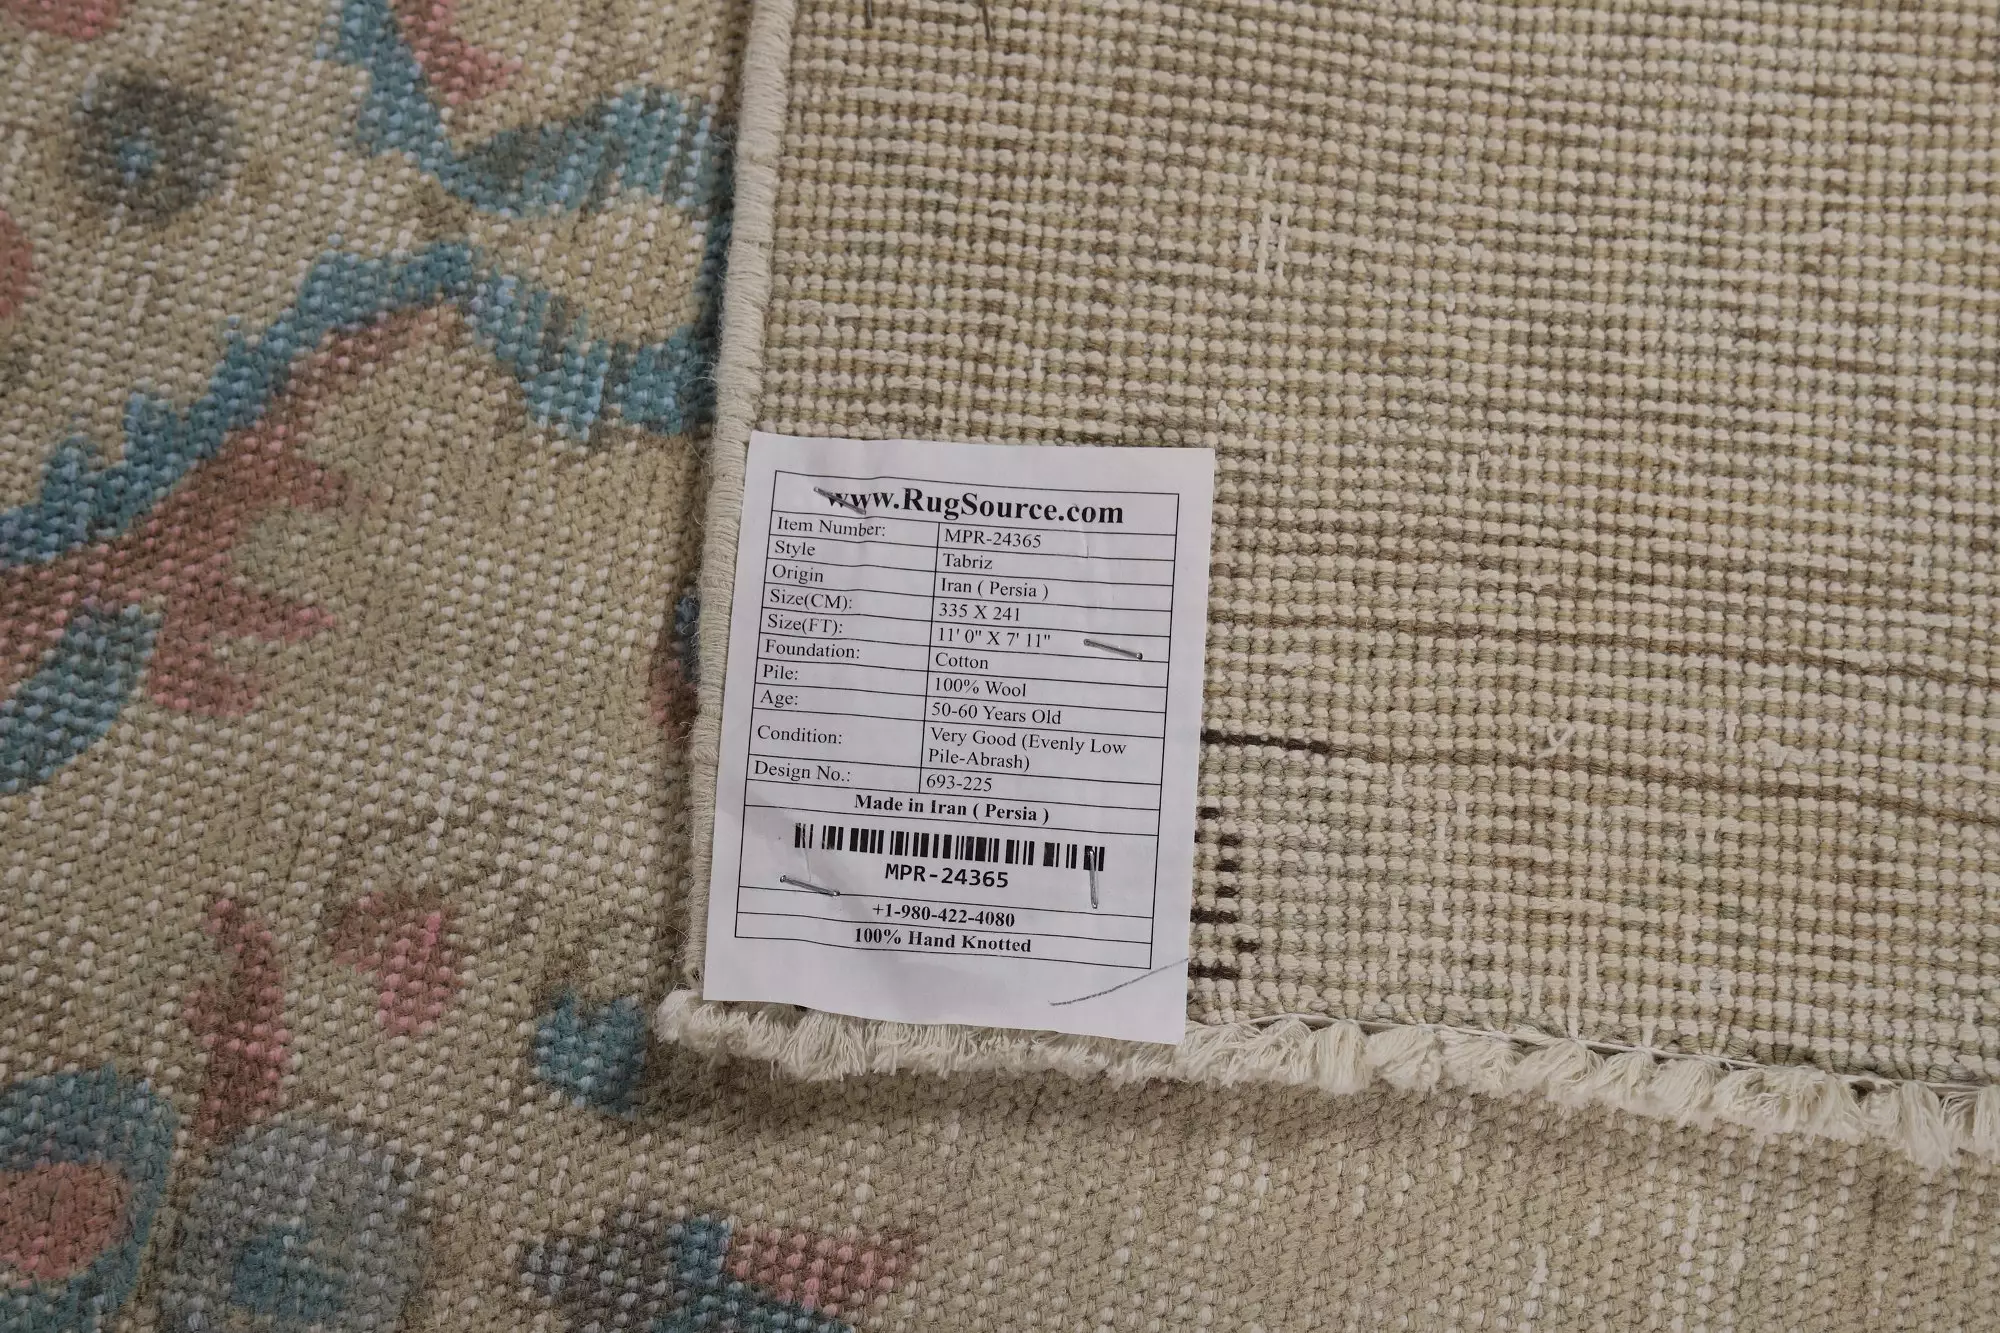 www.RugSource.com
Item Number: MPR-24365
Style Tabriz
Origin Iran ( Persia )
Size(CM): 335 X 241
Size(FT): 11' 0" X 7' 11"
Foundation: Cotton
Pile: 100% Wool
Age: 50-60 Years Old
Condition: Very Good (Evenly Low
Pile-Abrash)
Design No.: 693-225
Made in Iran ( Persia )
MPR-24365
+1-980-422-4080
100% Hand Knotted